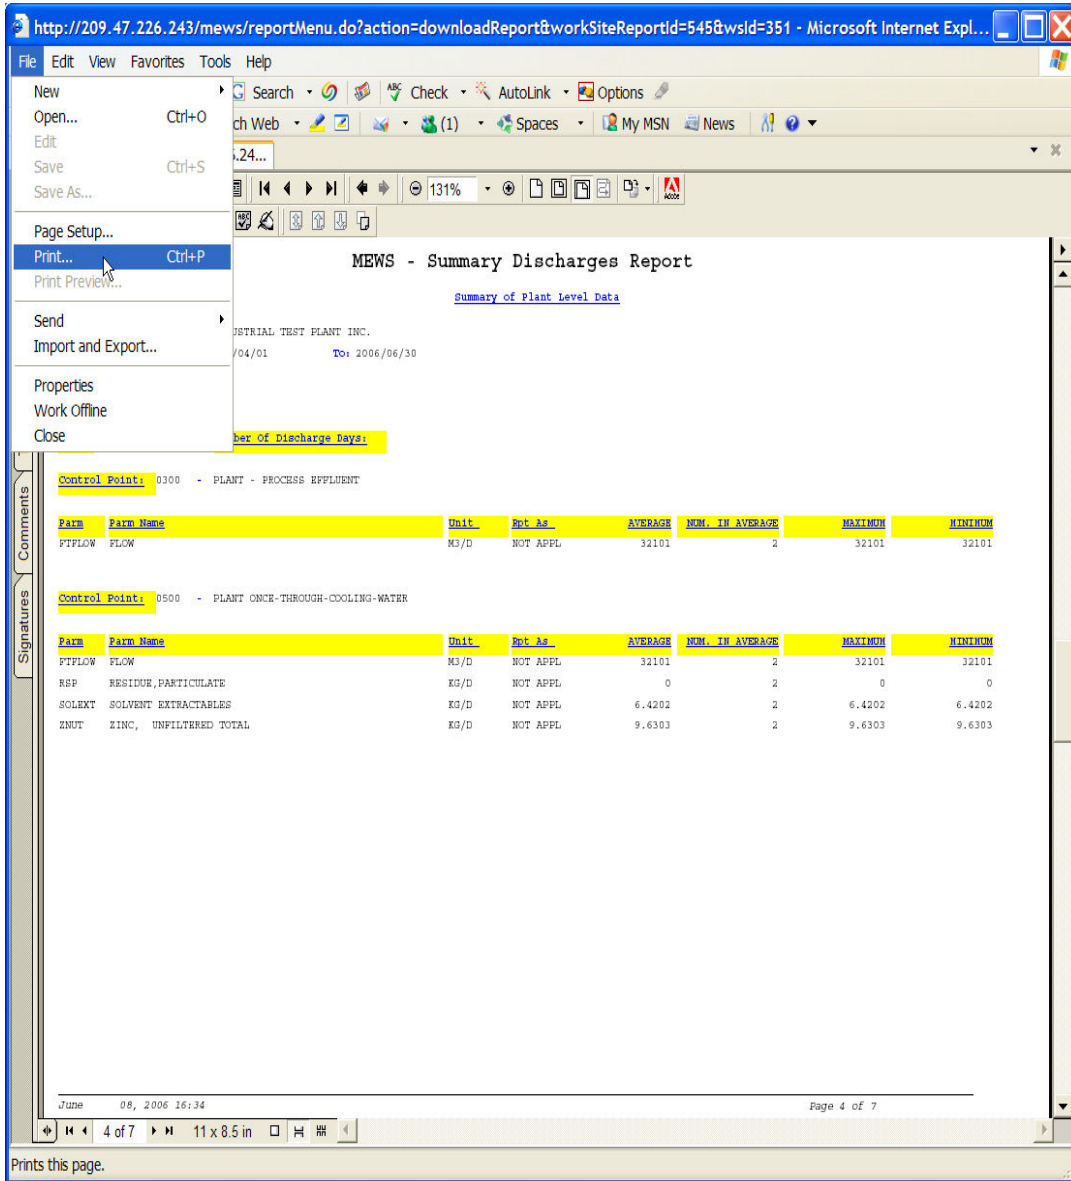 http://209.47.226.243/mews/reportMenu.do?action=downloadReport&workSiteReportId=545&wsId=351 - Microsoft Internet Expl...
File Edit View Favorites Tools Help
New
G Search ABC Check AutoLink Options
Open... Ctrl+O
ch Web (1) Spaces My MSN News
Edit
.24...
Save Ctrl+S
Save As...
131% Adobe
Page Setup...
Print... Ctrl+P
Print Preview...
MEWS - Summary Discharges Report
Summary of Plant Level Data
Send
USTRIAL TEST PLANT INC.
Import and Export...
/04/01 To: 2006/06/30
Properties
Work Offline
Close
ber Of Discharge Days:
Control Point: 0300 - PLANT - PROCESS EFFLUENT
Parm Parm Name Unit Rpt As AVERAGE NUM. IN AVERAGE MAXIMUM MINIMUM
FTFLOW FLOW M3/D NOT APPL 32101 2 32101 32101
Comments
Control Point: 0500 - PLANT ONCE-THROUGH-COOLING-WATER
Signatures
Parm Parm Name Unit Rpt As AVERAGE NUM. IN AVERAGE MAXIMUM MINIMUM
FTFLOW FLOW M3/D NOT APPL 32101 2 32101 32101
RSP RESIDUE,PARTICULATE KG/D NOT APPL 0 2 0 0
SOLEXT SOLVENT EXTRACTABLES KG/D NOT APPL 6.4202 2 6.4202 6.4202
ZNUT ZINC, UNFILTERED TOTAL KG/D NOT APPL 9.6303 2 9.6303 9.6303
June 08, 2006 16:34 Page 4 of 7
4 of 7 11 x 8.5 in
Prints this page.